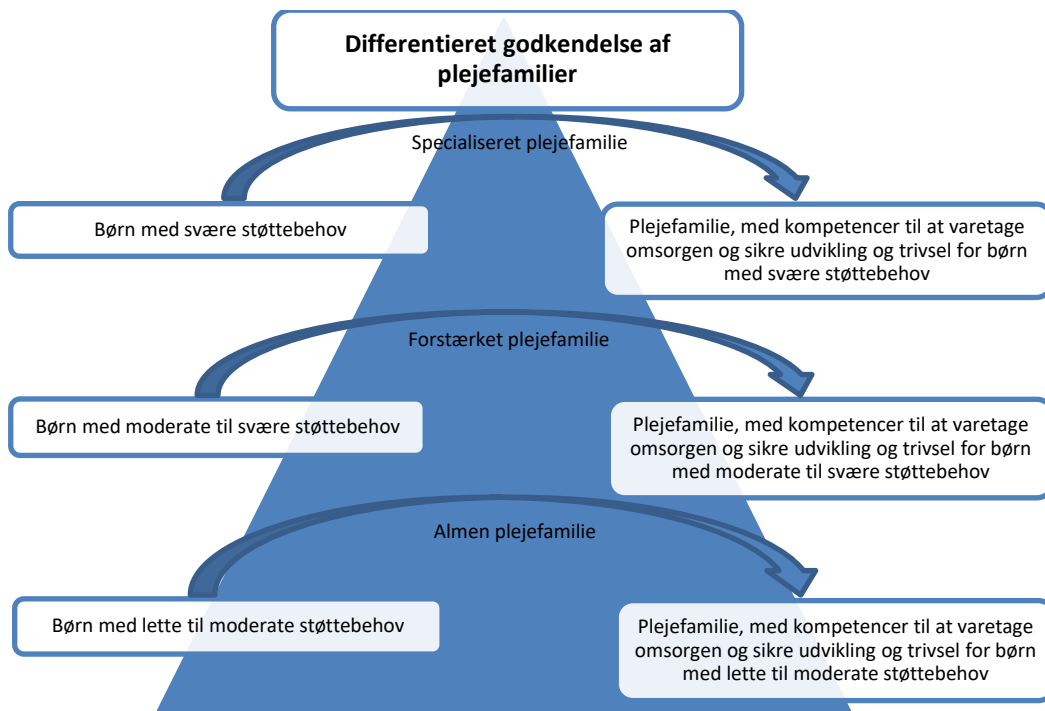 Differentieret godkendelse af
plejefamilier
Specialiseret plejefamilie
Børn med svære støttebehov
Plejefamilie, med kompetencer til at varetage
omsorgen og sikre udvikling og trivsel for børn
med svære støttebehov
Forstærket plejefamilie
Børn med moderate til svære støttebehov
Plejefamilie, med kompetencer til at varetage
omsorgen og sikre udvikling og trivsel for børn
med moderate til svære støttebehov
Almen plejefamilie
Børn med lette til moderate støttebehov
Plejefamilie, med kompetencer til at varetage
omsorgen og sikre udvikling og trivsel for børn
med lette til moderate støttebehov